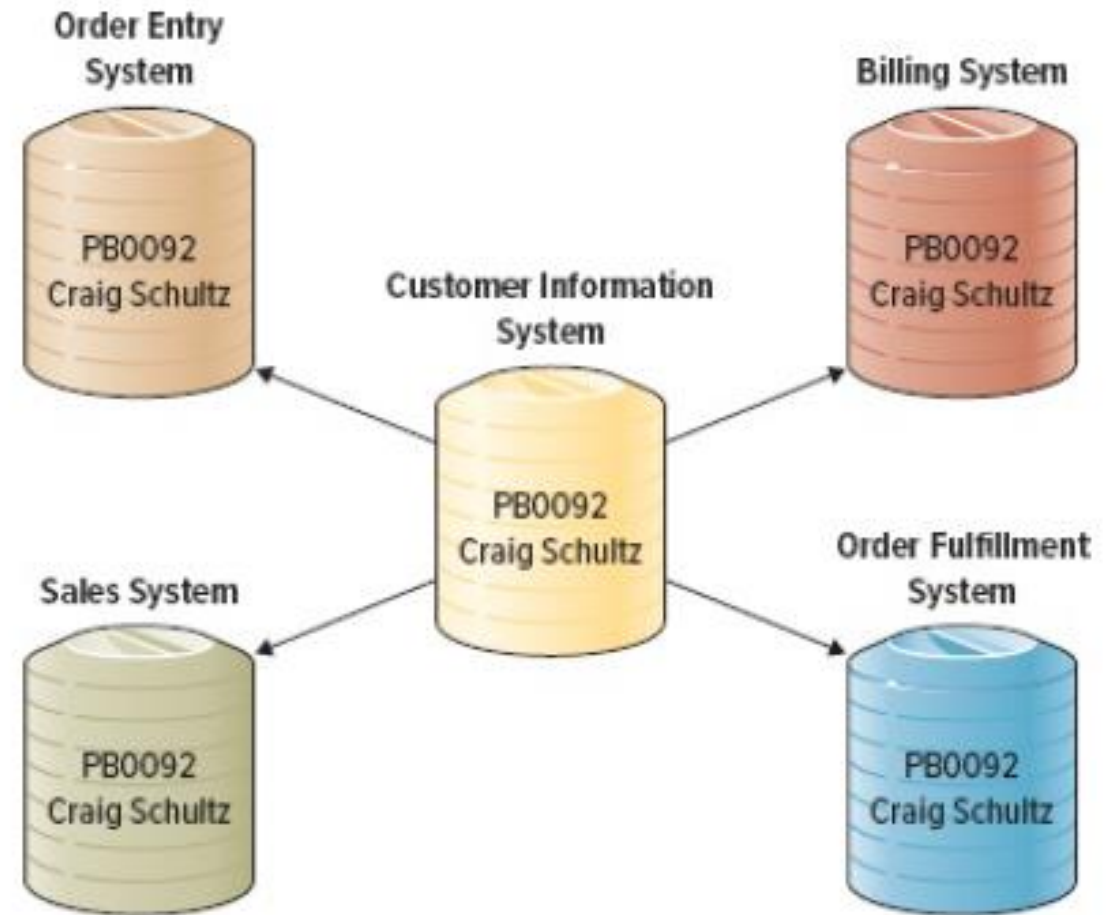 Order Entry
System
PB0092
Craig Schultz
Billing System
PB0092
Craig Schultz
Customer Information
System
PB0092
Craig Schultz
Sales System
PB0092
Craig Schultz
Order Fulfillment
System
PB0092
Craig Schultz